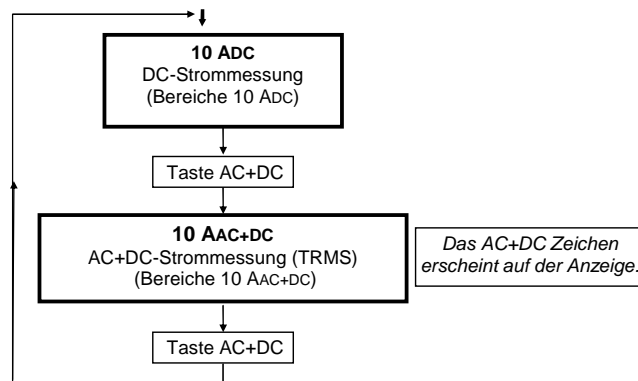 10 ADC
DC-Strommessung
(Bereiche 10 ADC)
Taste AC+DC
10 AAC+DC
AC+DC-Strommessung (TRMS)
(Bereiche 10 AAC+DC)
Das AC+DC Zeichen
erscheint auf der Anzeige.
Taste AC+DC